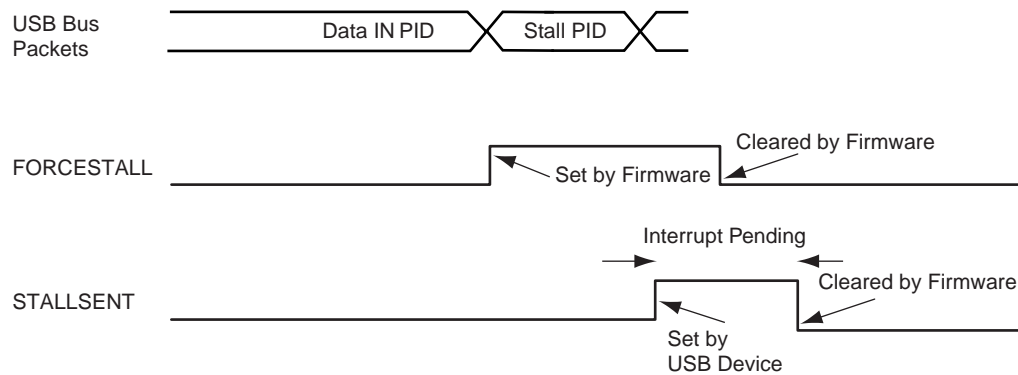 USB Bus
Packets
Data IN PID
Stall PID
FORCESTALL
Set by Firmware
Cleared by Firmware
Interrupt Pending
STALLSENT
Set by
USB Device
Cleared by Firmware